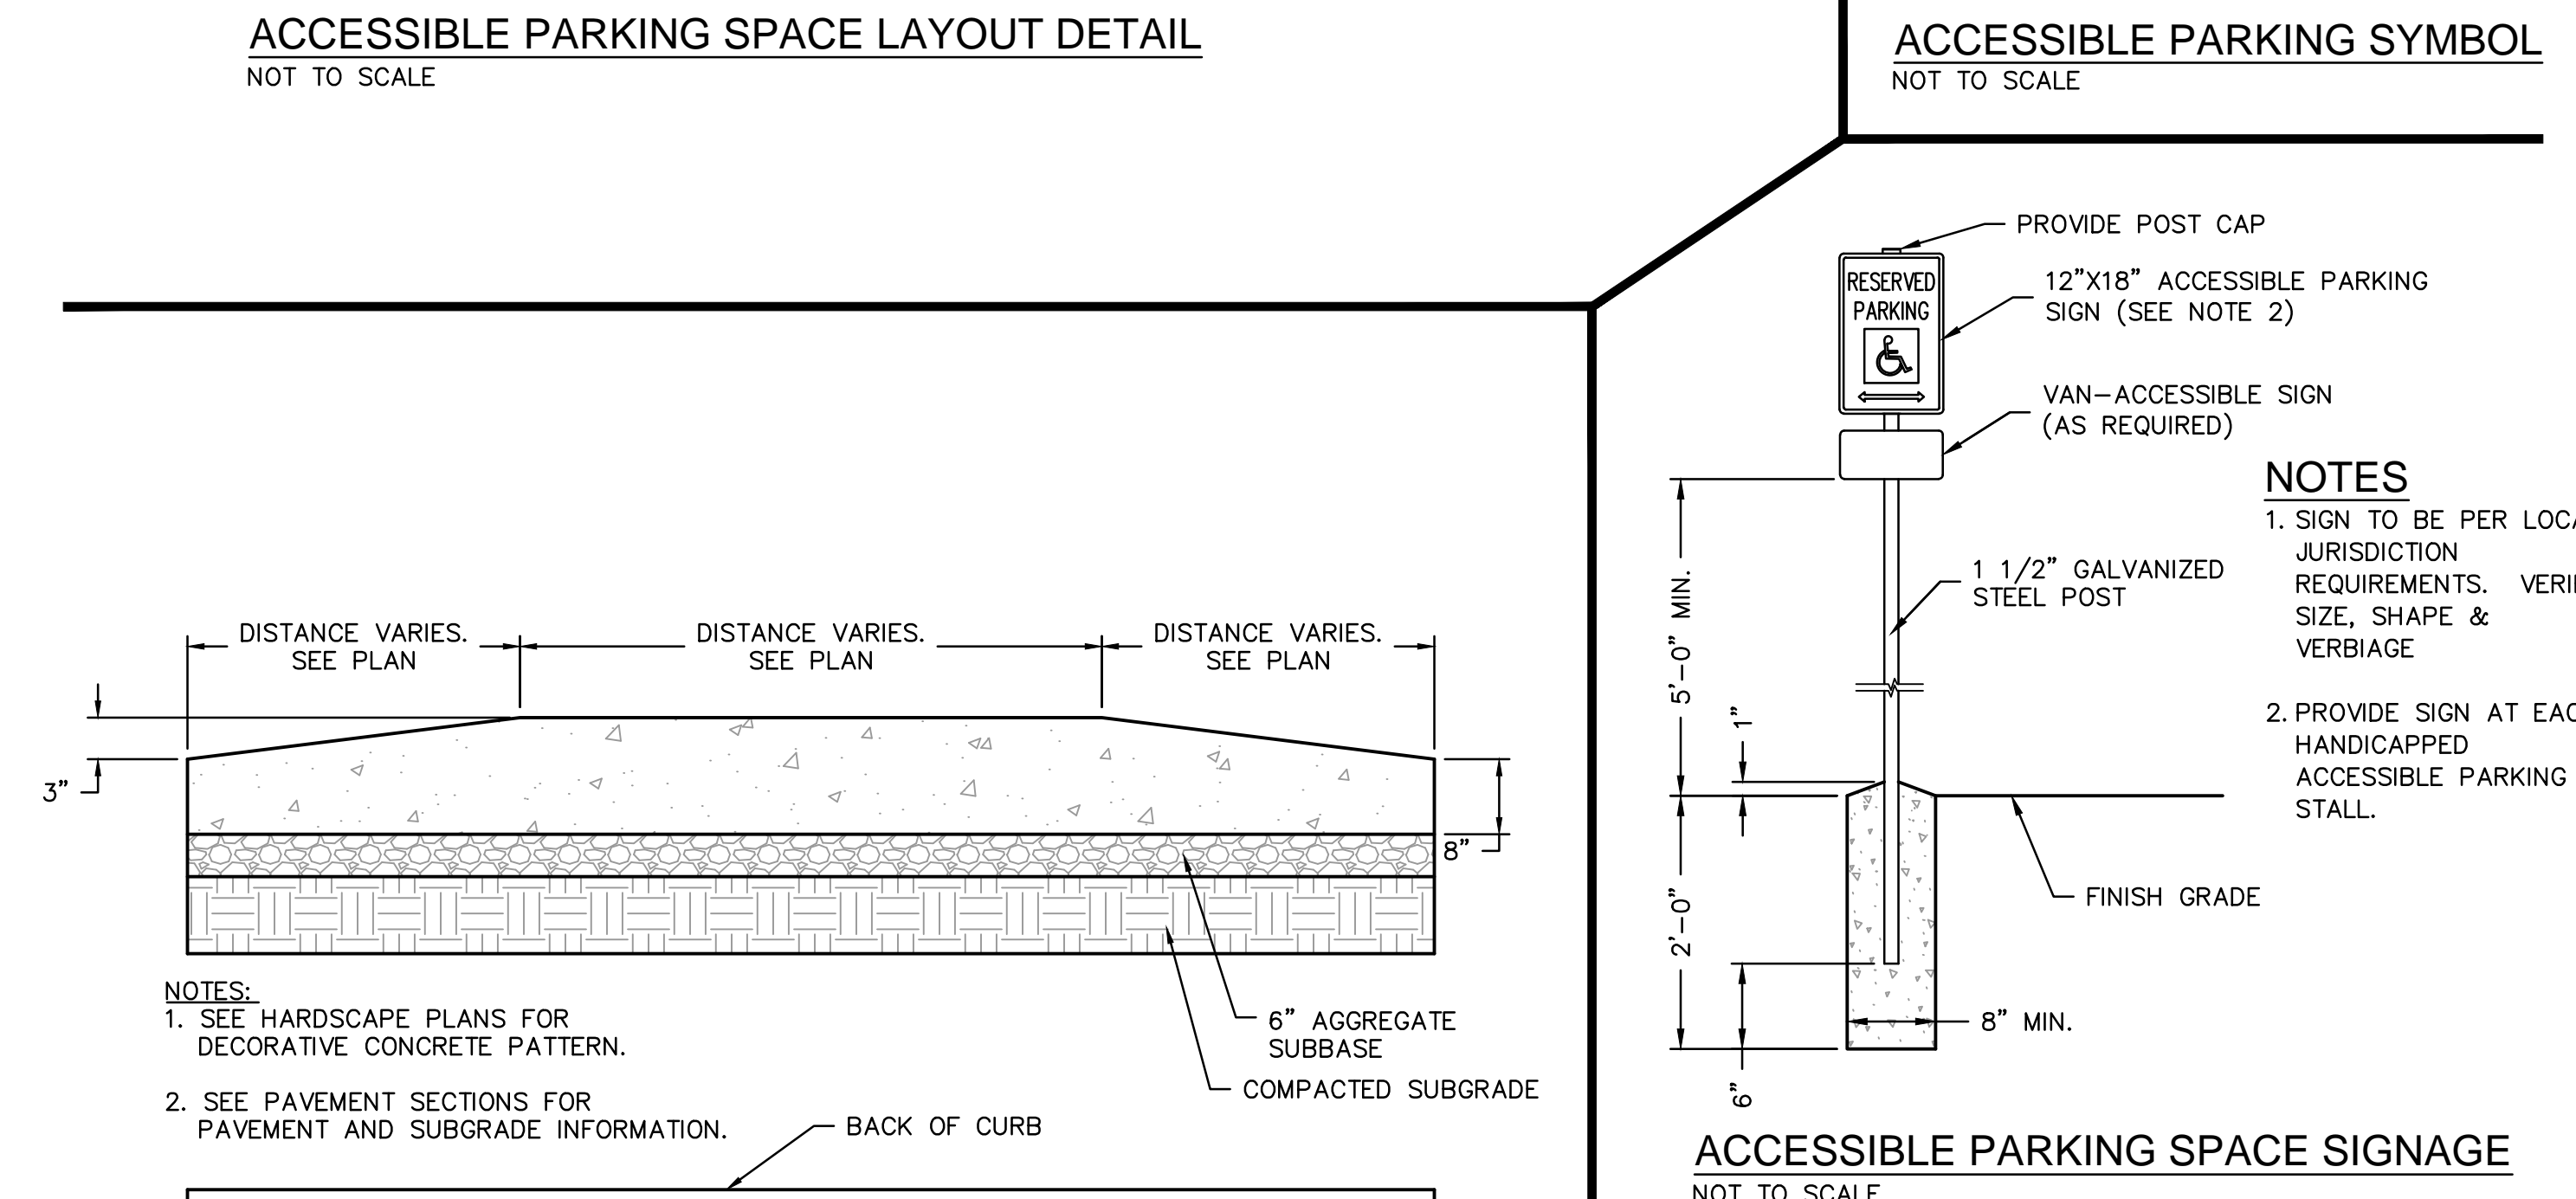 ACCESSIBLE PARKING SPACE LAYOUT DETAIL
NOT TO SCALE
ACCESSIBLE PARKING SYMBOL
NOT TO SCALE
DISTANCE VARIES.
SEE PLAN
DISTANCE VARIES.
SEE PLAN
DISTANCE VARIES.
SEE PLAN
3"
8"
6" AGGREGATE
SUBBASE
COMPACTED SUBGRADE
NOTES:
1. SEE HARDSCAPE PLANS FOR
DECORATIVE CONCRETE PATTERN.
2. SEE PAVEMENT SECTIONS FOR
PAVEMENT AND SUBGRADE INFORMATION.
BACK OF CURB
PROVIDE POST CAP
RESERVED
PARKING
12"X18" ACCESSIBLE PARKING
SIGN (SEE NOTE 2)
VAN-ACCESSIBLE SIGN
(AS REQUIRED)
1 1/2" GALVANIZED
STEEL POST
5'-0" MIN.
1"
2'-0"
6"
8" MIN.
FINISH GRADE
NOTES
1. SIGN TO BE PER
JURISDICTION
REQUIREMENTS.
SIZE, SHAPE &
VERBIAGE
2. PROVIDE SIGN AT
HANDICAPPED
ACCESSIBLE PARKING
STALL.
ACCESSIBLE PARKING SPACE SIGNAGE
NOT TO SCALE